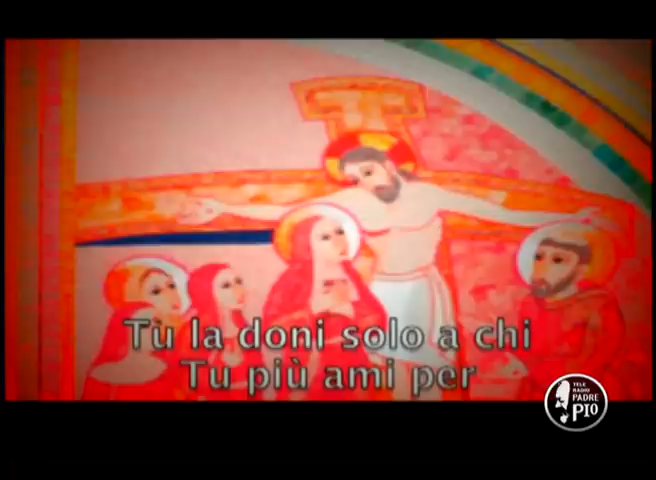 Tu la doni solo a chi
Tu più ami per
TELE
RADIO
PADRE
PIO